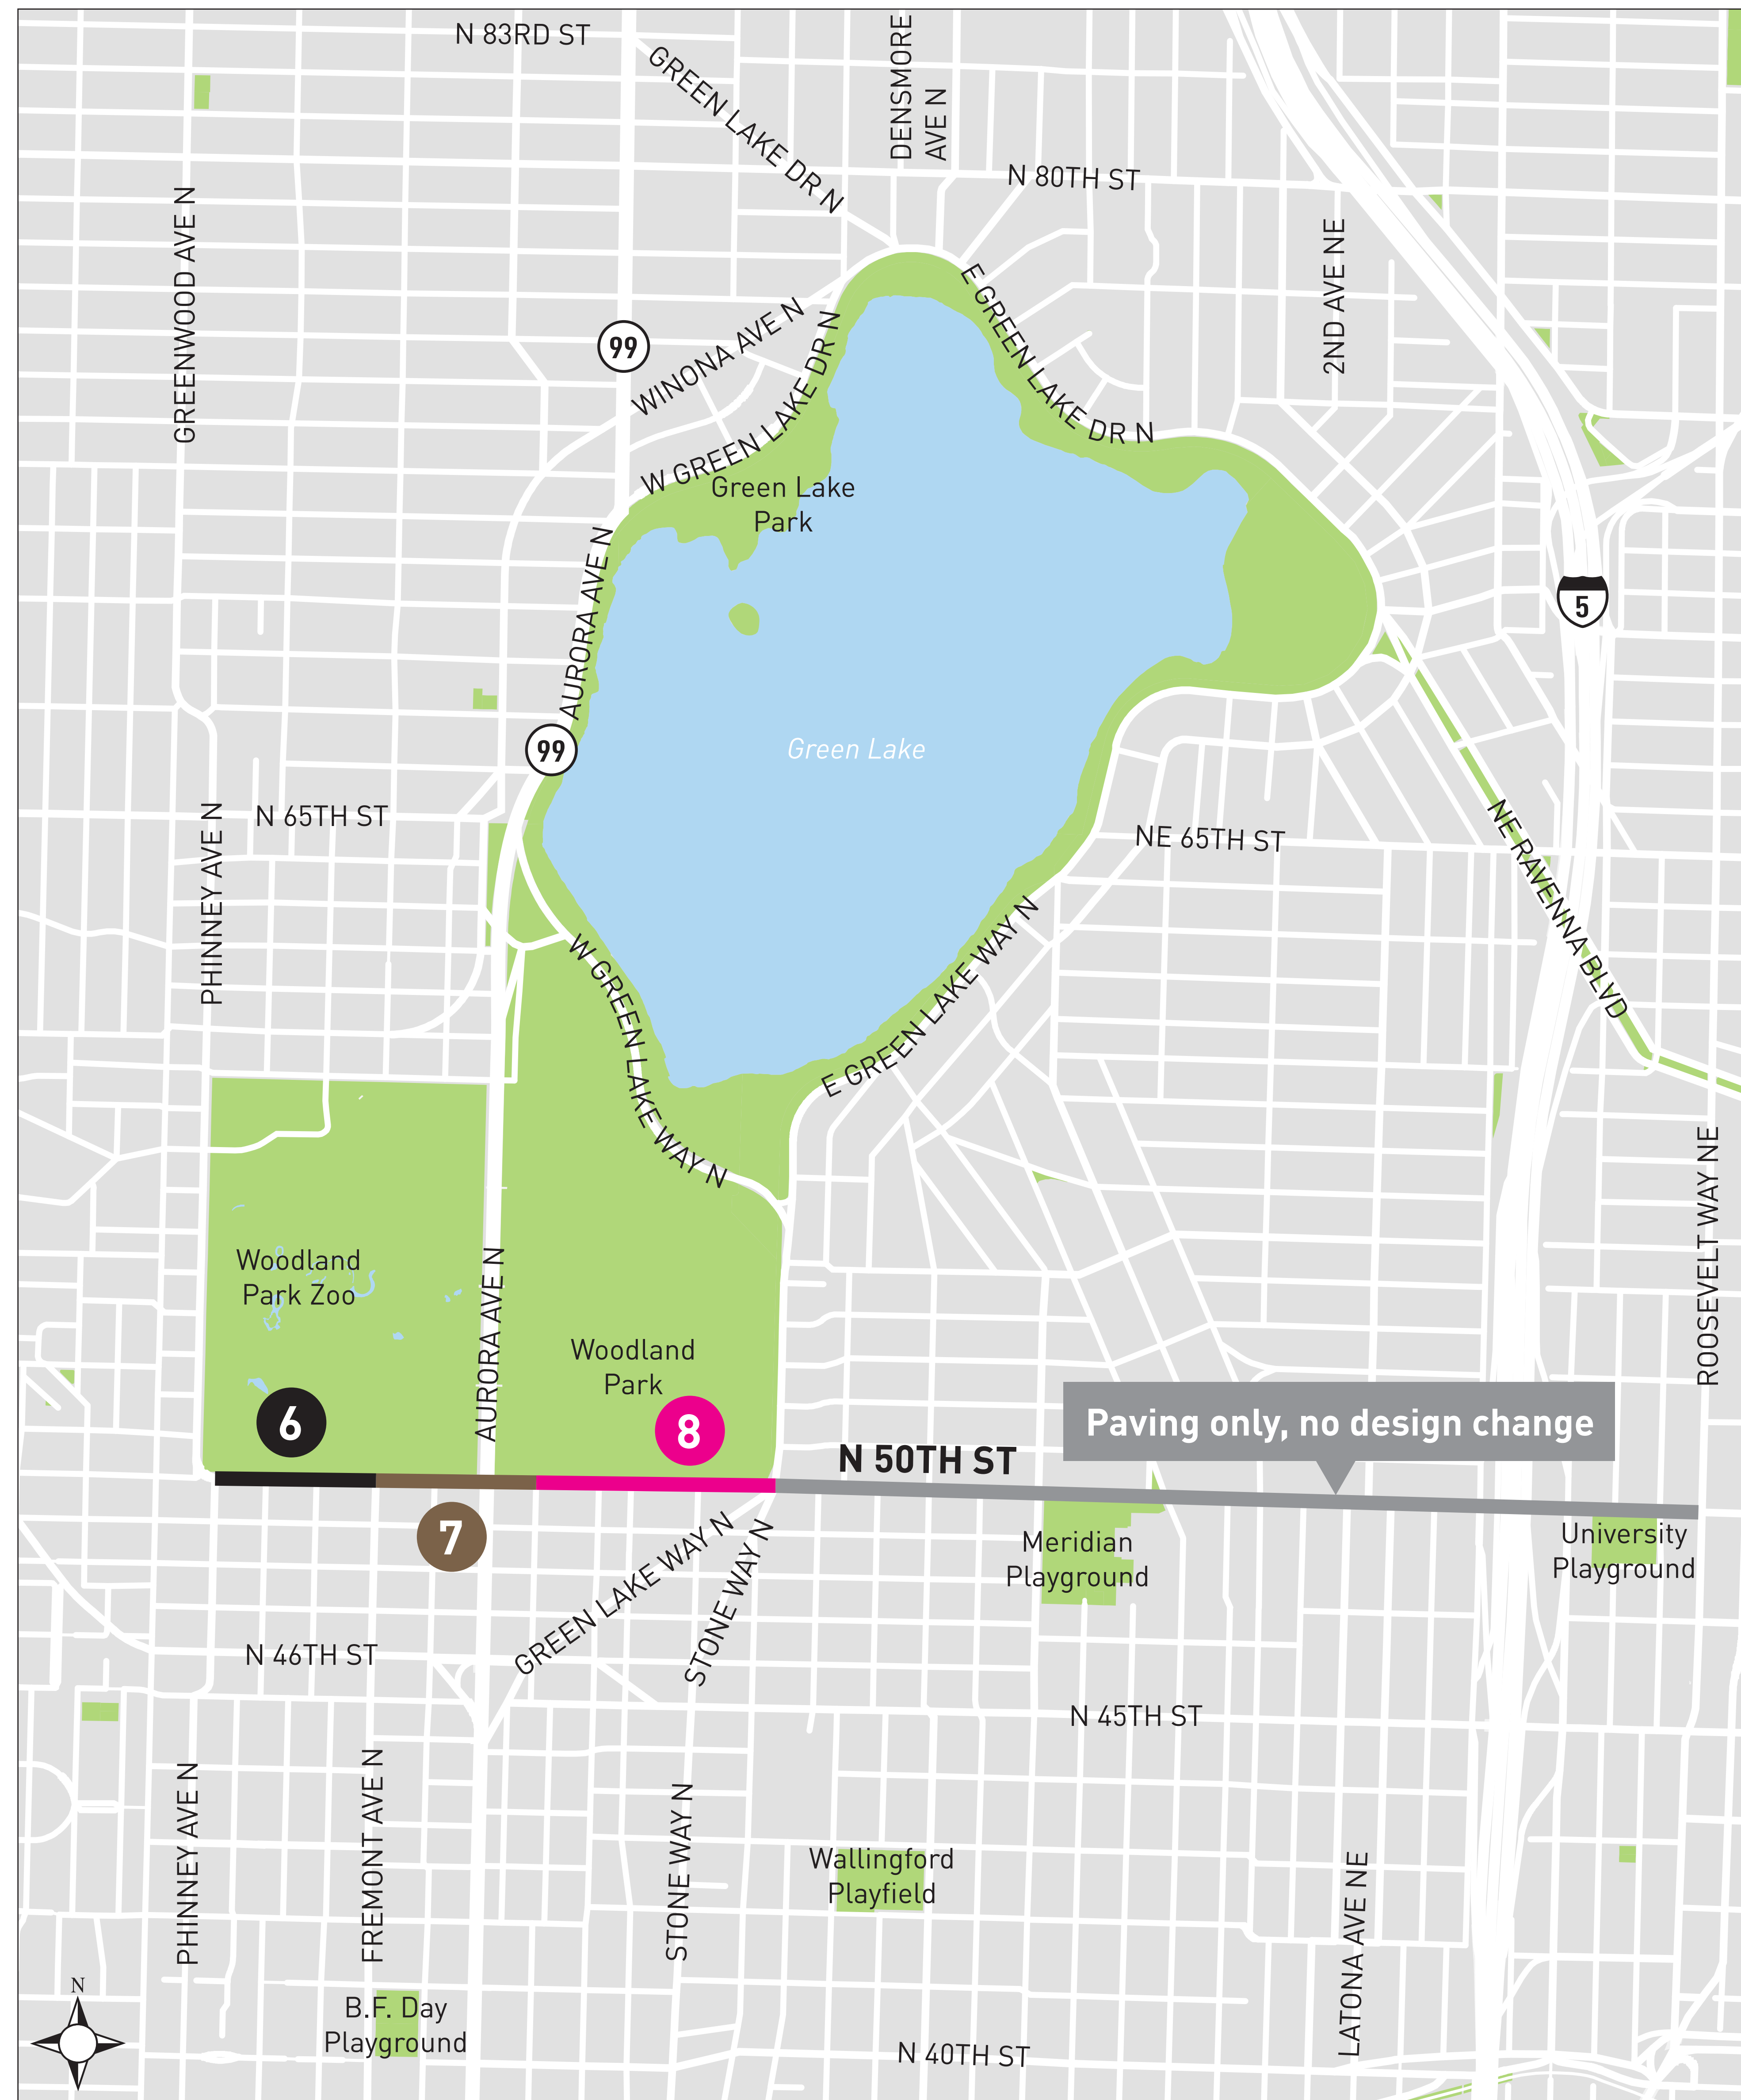 N 83RD ST
GREEN LAKE DR N
DENSMORE
AVE N
N 80TH ST
GREENWOOD AVE N
2ND AVE NE
E GREEN LAKE DR N
WINONA AVE N
99
W GREEN LAKE DR N
Green Lake
Park
AURORA AVE N
5
99
Green Lake
N 65TH ST
PHINNEY AVE N
NE 65TH ST
NE RAVENNA BLVD
W GREEN LAKE WAY N
E GREEN LAKE WAY N
ROOSEVELT WAY NE
Woodland
Park Zoo
AURORA AVE N
Woodland
Park
6
8
Paving only, no design change
N 50TH ST
7
GREEN LAKE WAY N
STONE WAY N
Meridian
Playground
University
Playground
N 46TH ST
N 45TH ST
PHINNEY AVE N
FREMONT AVE N
STONE WAY N
Wallingford
Playfield
LATONA AVE NE
N
B.F. Day
Playground
N 40TH ST